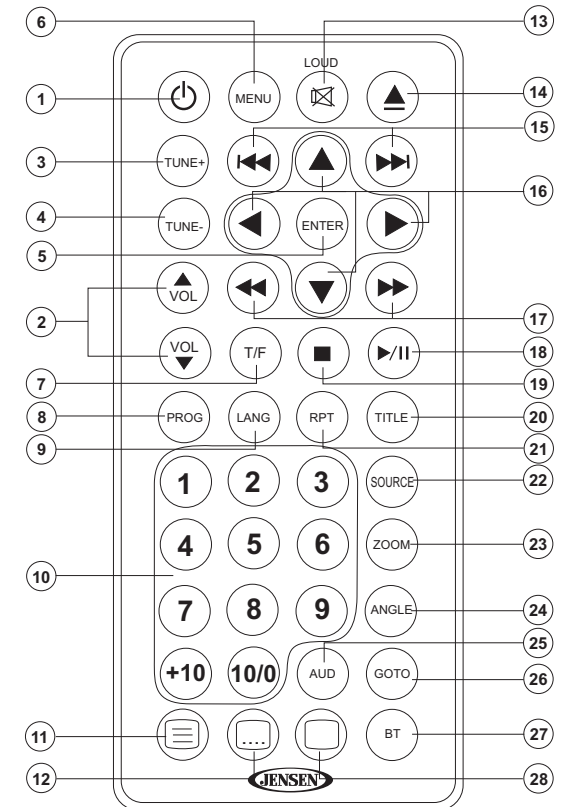 6
13
LOUD
1
MENU
14
15
3
TUNE+
16
4
TUNE-
ENTER
5
VOL
2
17
VOL
T/F
18
7
19
8
PROG
LANG
RPT
TITLE
20
9
21
1
2
3
SOURCE
22
4
5
6
ZOOM
23
10
7
8
9
ANGLE
24
25
+10
10/0
AUD
GOTO
26
11
BT
27
12
JENSEN
28